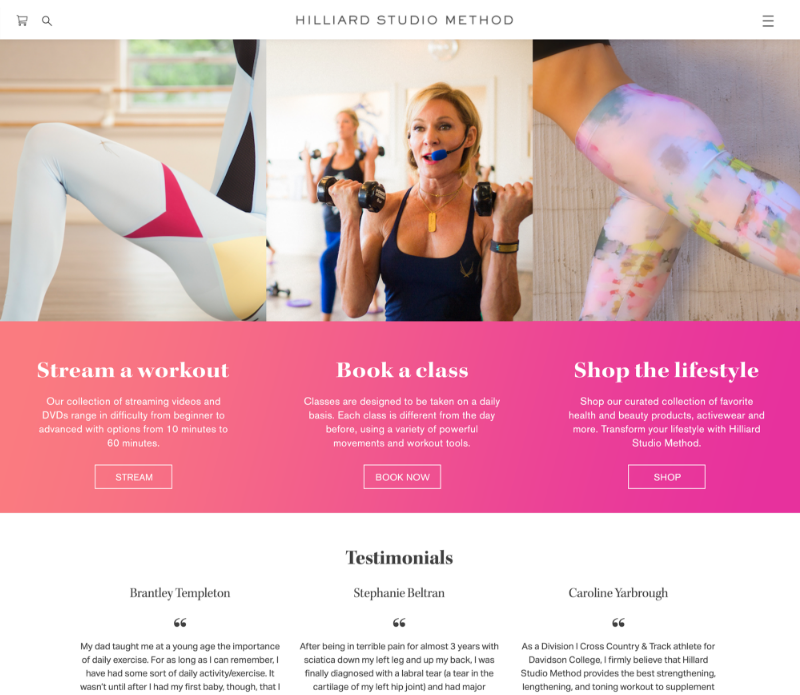 HILLIARD STUDIO METHOD
Stream a workout
Our collection of streaming videos and
DVDs range in difficulty from beginner to
advanced with options from 10 minutes to
60 minutes.
STREAM
Book a class
Classes are designed to be taken on a daily
basis. Each class is different from the day
before, using a variety of powerful
movements and workout tools.
BOOK NOW
Shop the lifestyle
Shop our curated collection of favorite
health and beauty products, activewear and
more. Transform your lifestyle with Hilliard
Studio Method.
SHOP
Testimonials
Brantley Templeton
“
My dad taught me at a young age the importance
of daily exercise. For as long as I can remember, I
have had some sort of daily activity/exercise. It
wasn't until after I had my first baby, though, that I
Stephanie Beltran
“
After being in terrible pain for almost 3 years with
sciatica down my left leg and up my back, I was
finally diagnosed with a labral tear (a tear in the
cartilage of my left hip joint) and had major
Caroline Yarbrough
“
As a Division I Cross Country & Track athlete for
Davidson College, I firmly believe that Hillard
Studio Method provides the best strengthening,
lengthening, and toning workout to supplement